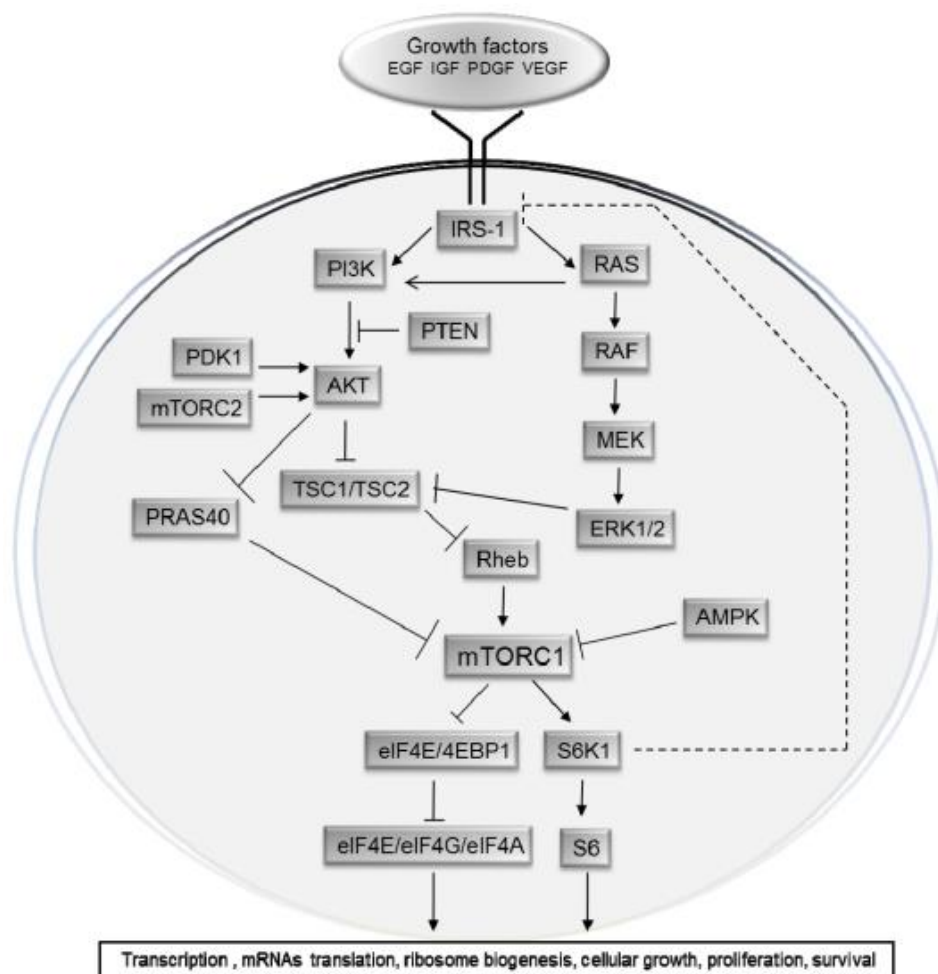 Growth factors
EGF IGF PDGF VEGF
IRS-1
PI3K
RAS
PTEN
RAF
PDK1
AKT
mTORC2
MEK
TSC1/TSC2
PRAS40
ERK1/2
Rheb
AMPK
mTORC1
eIF4E/4EBP1
S6K1
eIF4E/eIF4G/eIF4A
S6
Transcription , mRNAs translation, ribosome biogenesis, cellular growth, proliferation, survival